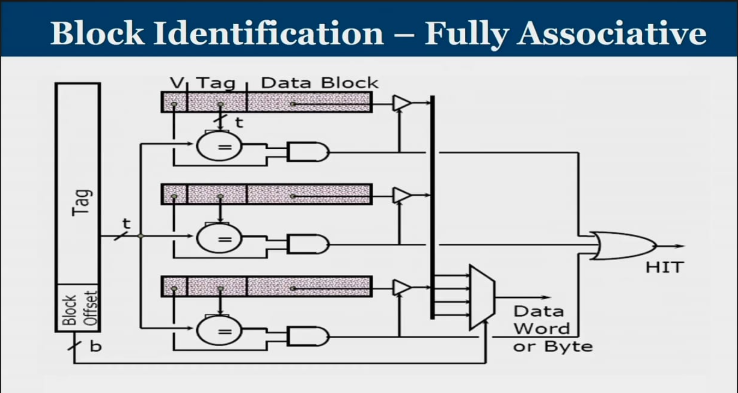 Block Identification – Fully Associative
V Tag Data Block
t
=
Tag
t
=
HIT
Block Offset
=
Data
Word
or Byte
b